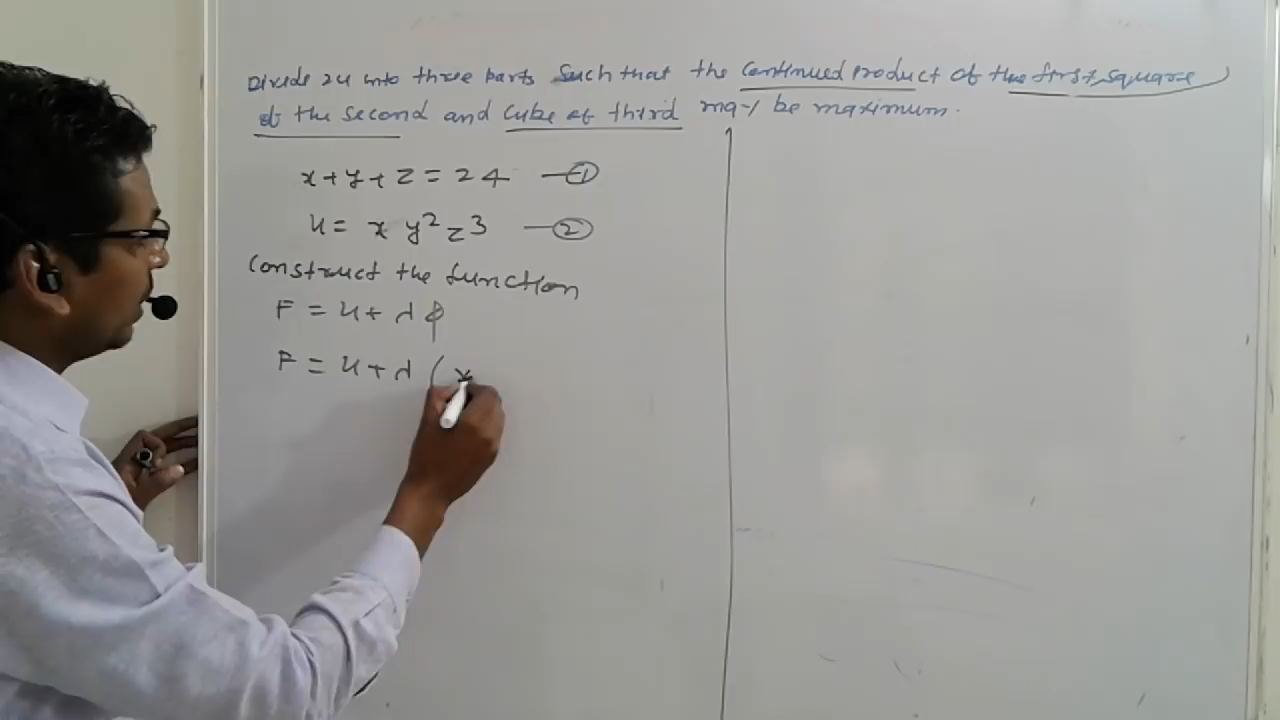 Divide 24 into three parts such that the continued product of the first, square
of the second and cube of third may be maximum.
x+y+z=24 —①
u= x y² z³ —②
Construct the function
F = u + λ φ
F = u + λ (x